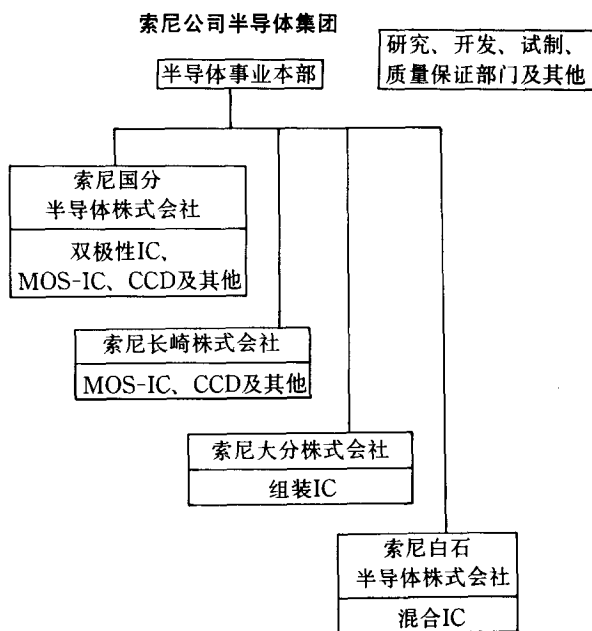 索尼公司半导体集团
半导体事业本部
研究、开发、试制、
质量保证部门及其他
索尼国分
半导体株式会社
双极性IC、
MOS-IC、CCD及其他
索尼长崎株式会社
MOS-IC、CCD及其他
索尼大分株式会社
组装IC
索尼白石
半导体株式会社
混合IC